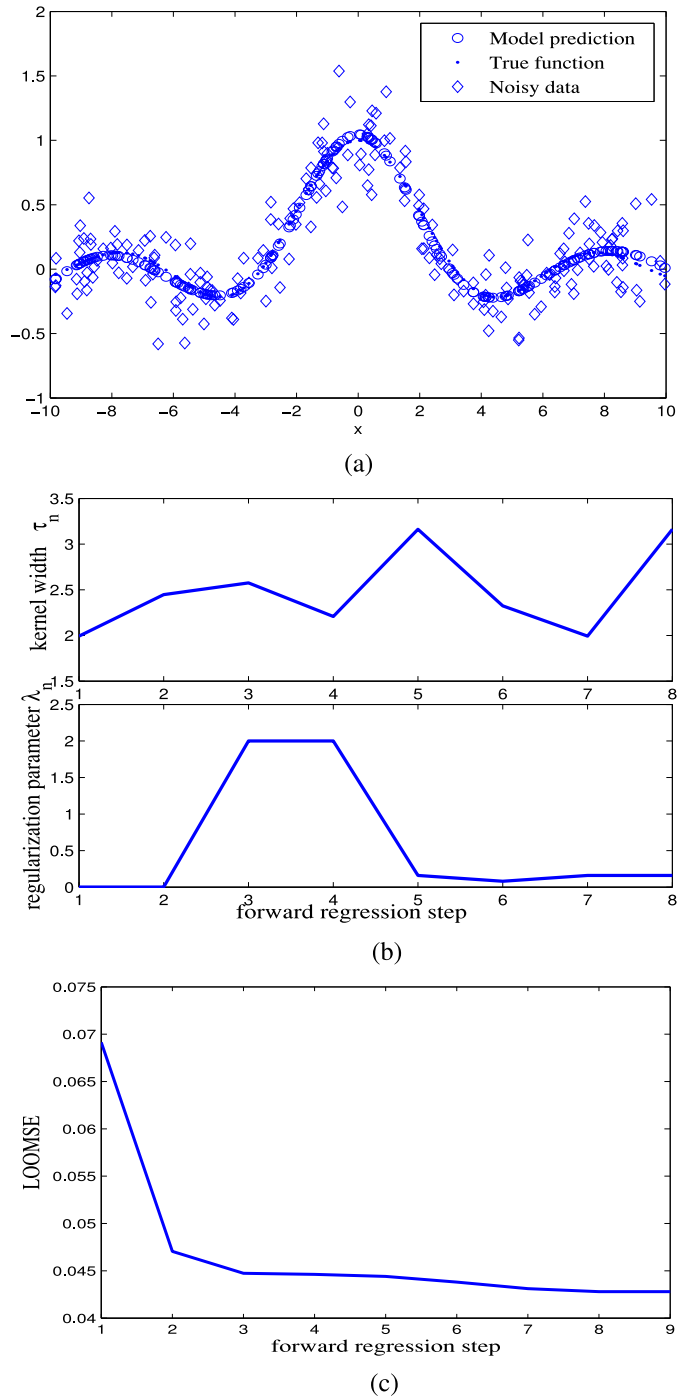 2
1.5
1
0.5
0
−0.5
−1
Model prediction
True function
Noisy data
−10 −8 −6 −4 −2 0 2 4 6 8 10
x
(a)
kernel width τ_n
3.5
3
2.5
2
1.5
1 2 3 4 5 6 7 8
regularization parameter λ_n
2.5
2
1.5
1
0.5
0
1 2 3 4 5 6 7 8
forward regression step
(b)
LOOMSE
0.075
0.07
0.065
0.06
0.055
0.05
0.045
0.04
1 2 3 4 5 6 7 8 9
forward regression step
(c)